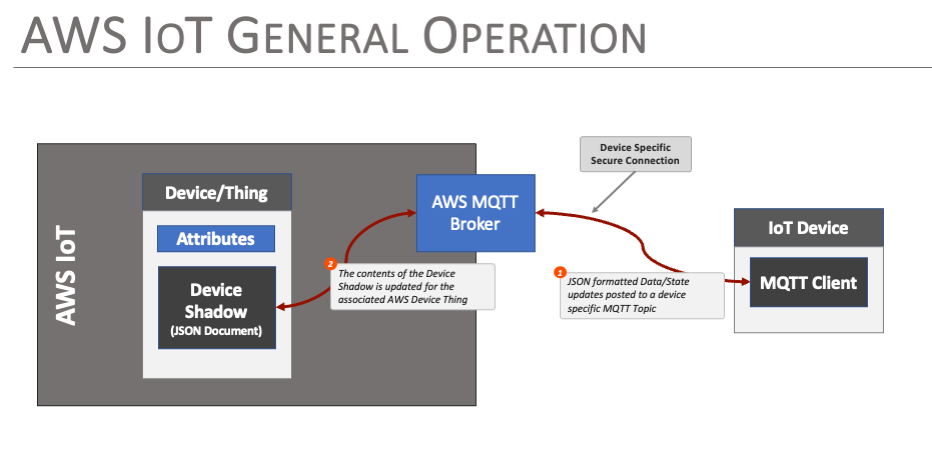 AWS IoT General Operation
Device Specific
Secure Connection
AWS IoT
Device/Thing
Attributes
Device
Shadow
(JSON Document)
AWS MQTT
Broker
2
The contents of the Device
Shadow is updated for the
associated AWS Device Thing
1
JSON formatted Data/State
updates posted to a device
specific MQTT Topic
IoT Device
MQTT Client